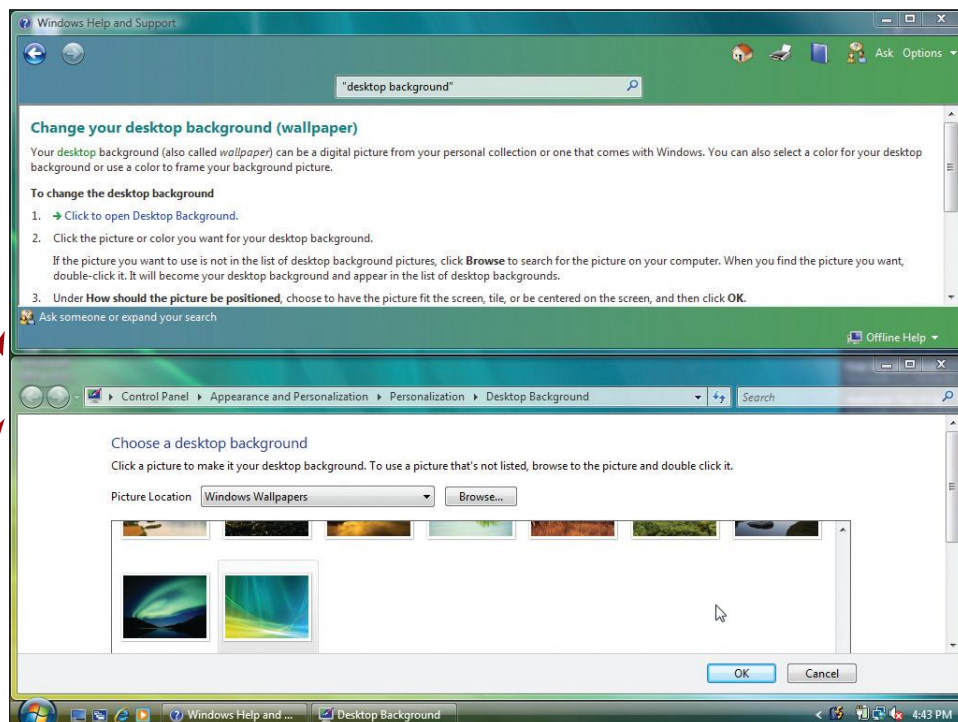 Windows Help and Support
Ask Options
"desktop background"
Change your desktop background (wallpaper)
Your desktop background (also called wallpaper) can be a digital picture from your personal collection or one that comes with Windows. You can also select a color for your desktop
background or use a color to frame your background picture.
To change the desktop background
1. Click to open Desktop Background.
2. Click the picture or color you want for your desktop background.
If the picture you want to use is not in the list of desktop background pictures, click Browse to search for the picture on your computer. When you find the picture you want,
double-click it. It will become your desktop background and appear in the list of desktop backgrounds.
3. Under How should the picture be positioned, choose to have the picture fit the screen, tile, or be centered on the screen, and then click OK.
Ask someone or expand your search
Offline Help
Control Panel Appearance and Personalization Personalization Desktop Background Search
Choose a desktop background
Click a picture to make it your desktop background. To use a picture that's not listed, browse to the picture and double click it.
Picture Location Windows Wallpapers Browse...
OK Cancel
Windows Help and ... Desktop Background 4:43 PM